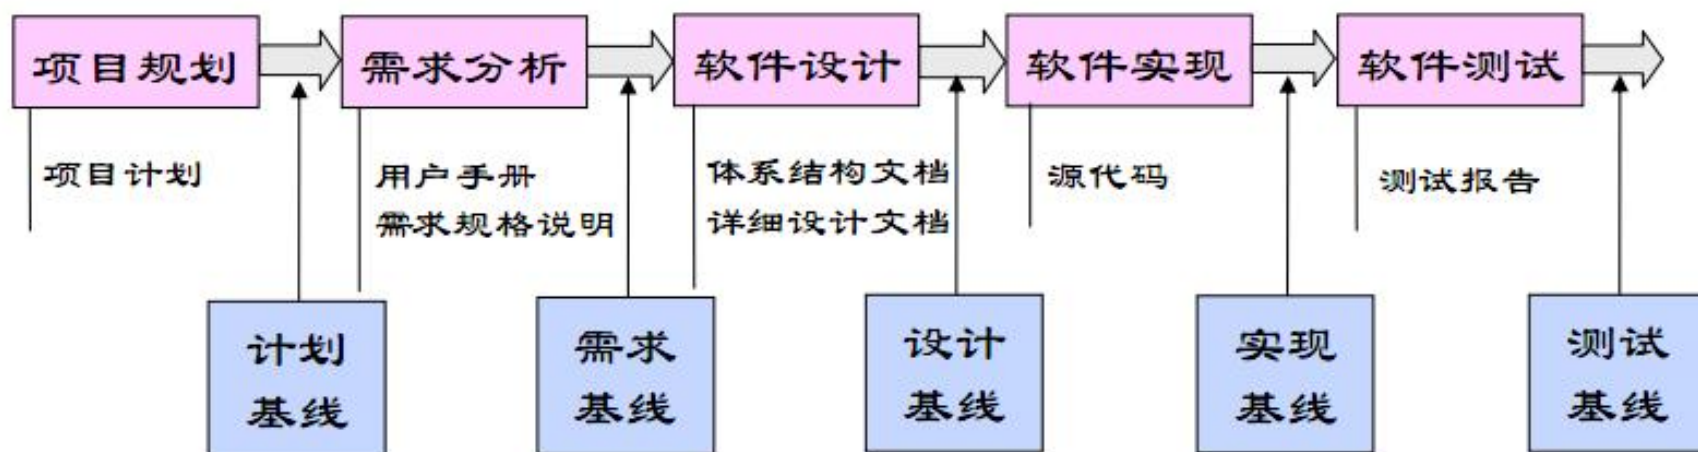 项目规划
需求分析
软件设计
软件实现
软件测试
项目计划
用户手册
需求规格说明
体系结构文档
详细设计文档
源代码
测试报告
计划
基线
需求
基线
设计
基线
实现
基线
测试
基线